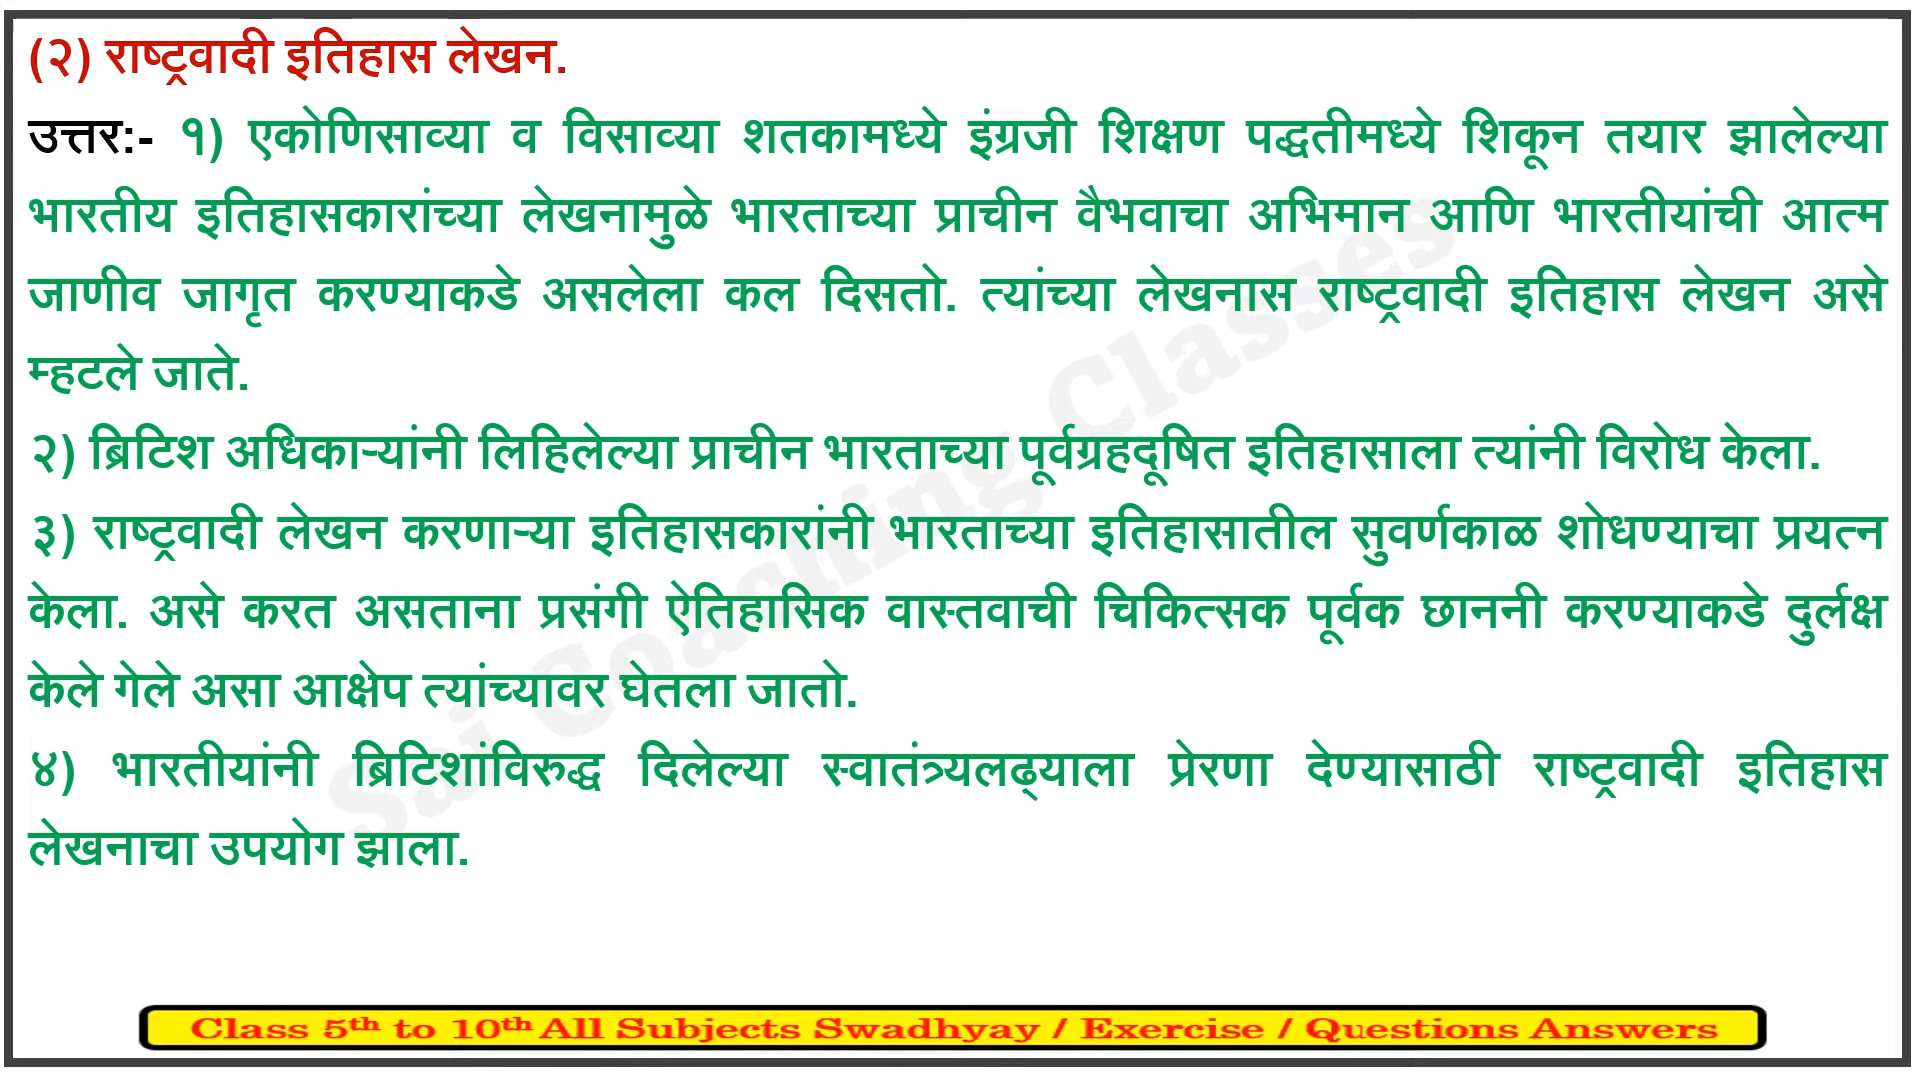 (२) राष्ट्रवादी इतिहास लेखन.
उत्तर:- १) एकोणिसाव्या व विसाव्या शतकामध्ये इंग्रजी शिक्षण पद्धतीमध्ये शिकून तयार झालेल्या
भारतीय इतिहासकारांच्या लेखनामुळे भारताच्या प्राचीन वैभवाचा अभिमान आणि भारतीयांची आत्म
जाणीव जागृत करण्याकडे असलेला कल दिसतो. त्यांच्या लेखनास राष्ट्रवादी इतिहास लेखन असे
म्हटले जाते.
२) ब्रिटिश अधिकाऱ्यांनी लिहिलेल्या प्राचीन भारताच्या पूर्वग्रहदूषित इतिहासाला त्यांनी विरोध केला.
३) राष्ट्रवादी लेखन करणाऱ्या इतिहासकारांनी भारताच्या इतिहासातील सुवर्णकाळ शोधण्याचा प्रयत्न
केला. असे करत असताना प्रसंगी ऐतिहासिक वास्तवाची चिकित्सक पूर्वक छाननी करण्याकडे दुर्लक्ष
केले गेले असा आक्षेप त्यांच्यावर घेतला जातो.
४) भारतीयांनी ब्रिटिशांविरुद्ध दिलेल्या स्वातंत्र्यलढ्याला प्रेरणा देण्यासाठी राष्ट्रवादी इतिहास
लेखनाचा उपयोग झाला.
Sai Coaching Classes
Class 5th to 10th All Subjects Swadhyay / Exercise / Questions Answers